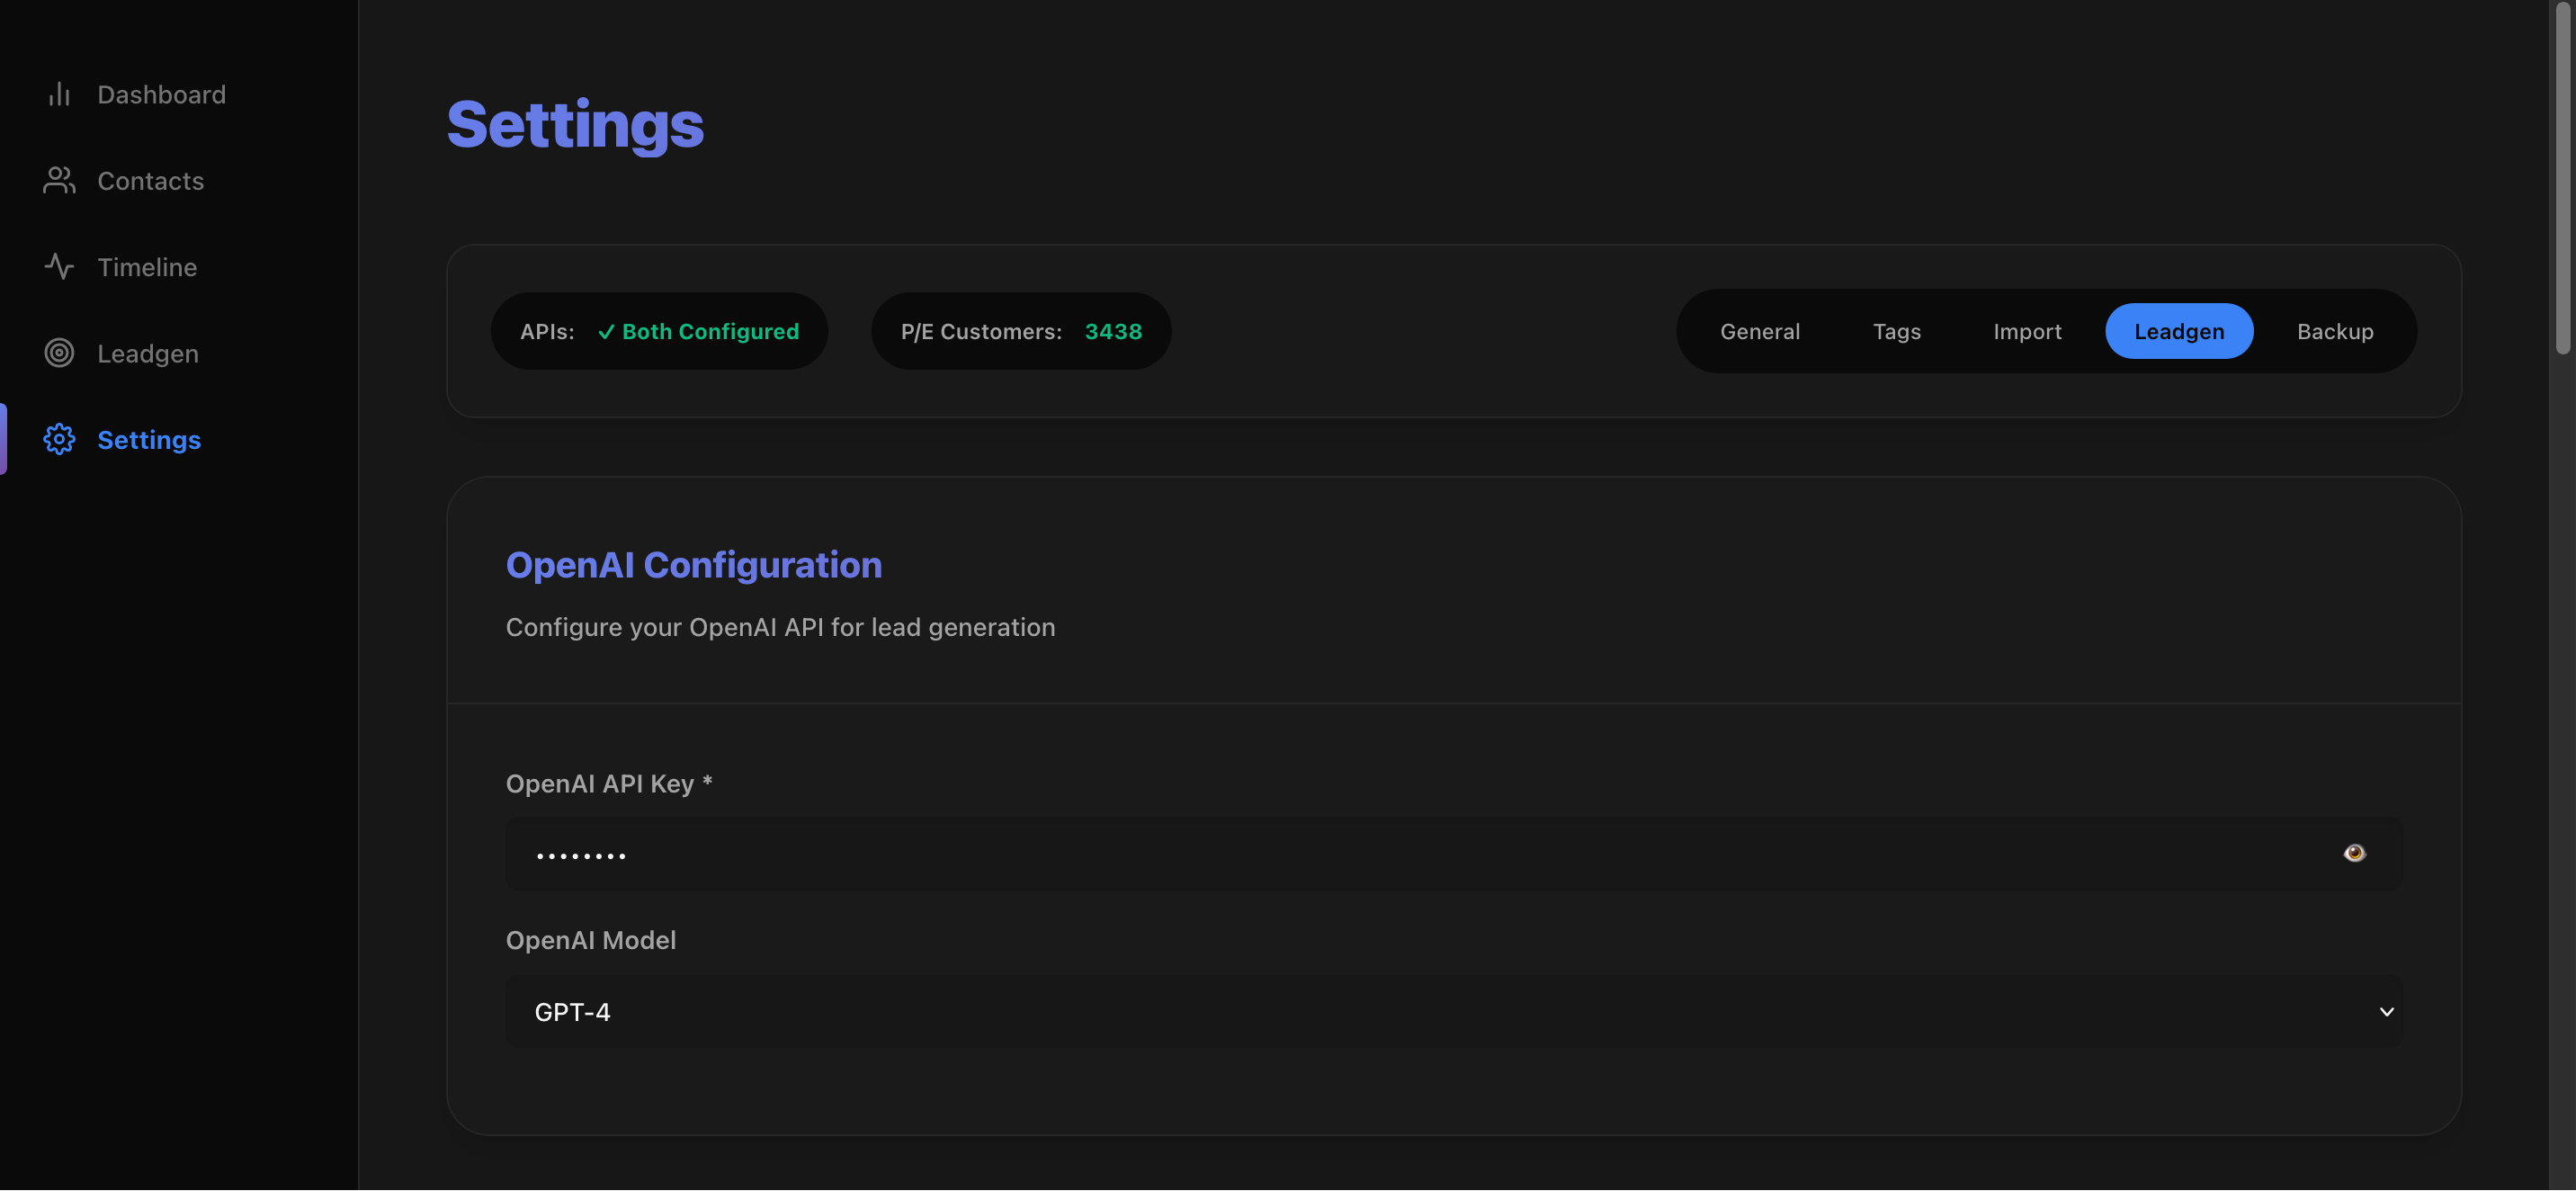 Dashboard
Contacts
Timeline
Leadgen
Settings
Settings
APIs: ✓ Both Configured
P/E Customers: 3438
General
Tags
Import
Leadgen
Backup
OpenAI Configuration
Configure your OpenAI API for lead generation
OpenAI API Key *
••••••••
OpenAI Model
GPT-4